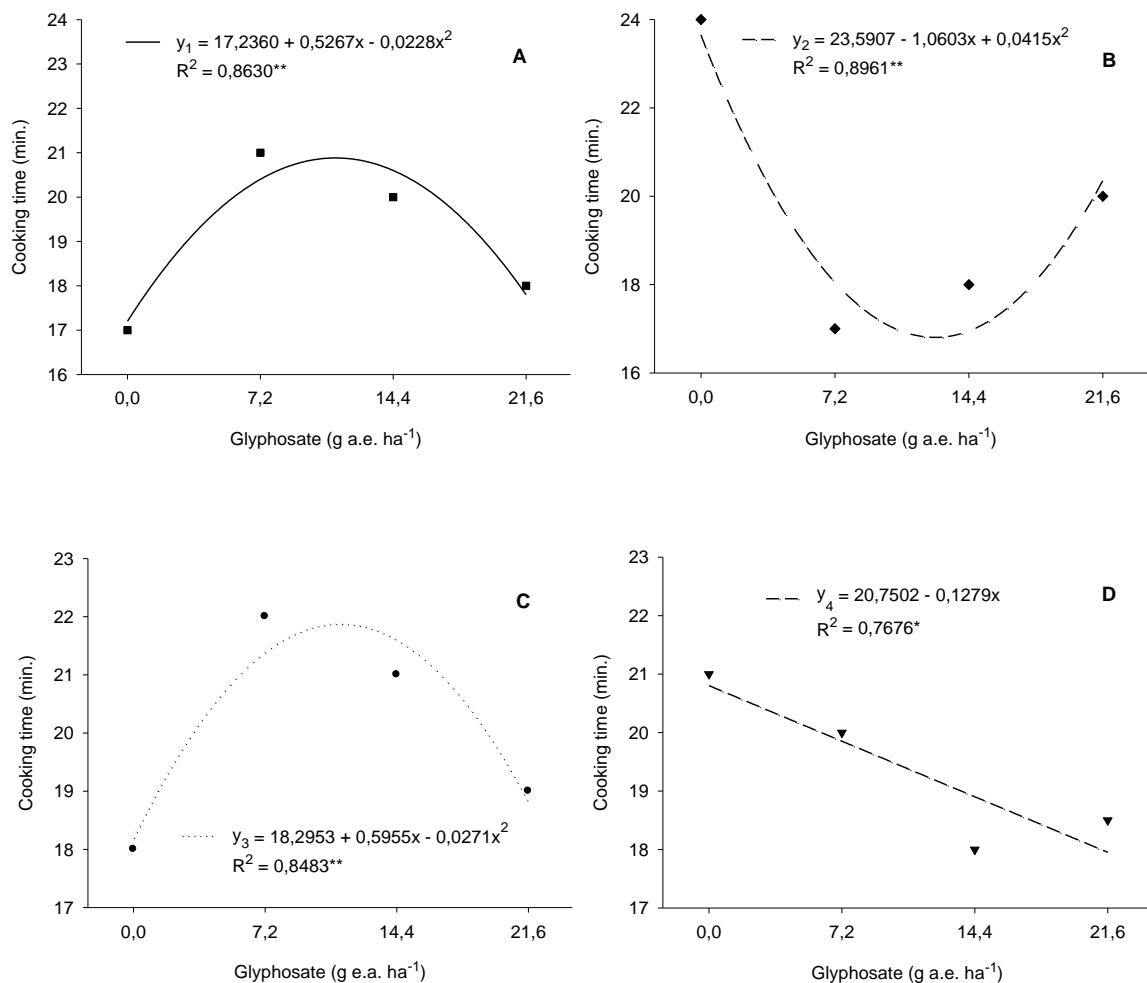 24
23
22
21
20
19
18
17
16
Cooking time (min.)
y1 = 17,2360 + 0,5267x - 0,0228x²
R² = 0,8630**
A
0,0 7,2 14,4 21,6
Glyphosate (g a.e. ha⁻¹)
24
22
20
18
16
Cooking time (min.)
y2 = 23,5907 - 1,0603x + 0,0415x²
R² = 0,8961**
B
0,0 7,2 14,4 21,6
Glyphosate (g a.e. ha⁻¹)
23
22
21
20
19
18
17
Cooking time (min.)
C
y3 = 18,2953 + 0,5955x - 0,0271x²
R² = 0,8483**
0,0 7,2 14,4 21,6
Glyphosate (g e.a. ha⁻¹)
23
22
21
20
19
18
17
Cooking time (min.)
y4 = 20,7502 - 0,1279x
R² = 0,7676*
D
0,0 7,2 14,4 21,6
Glyphosate (g a.e. ha⁻¹)